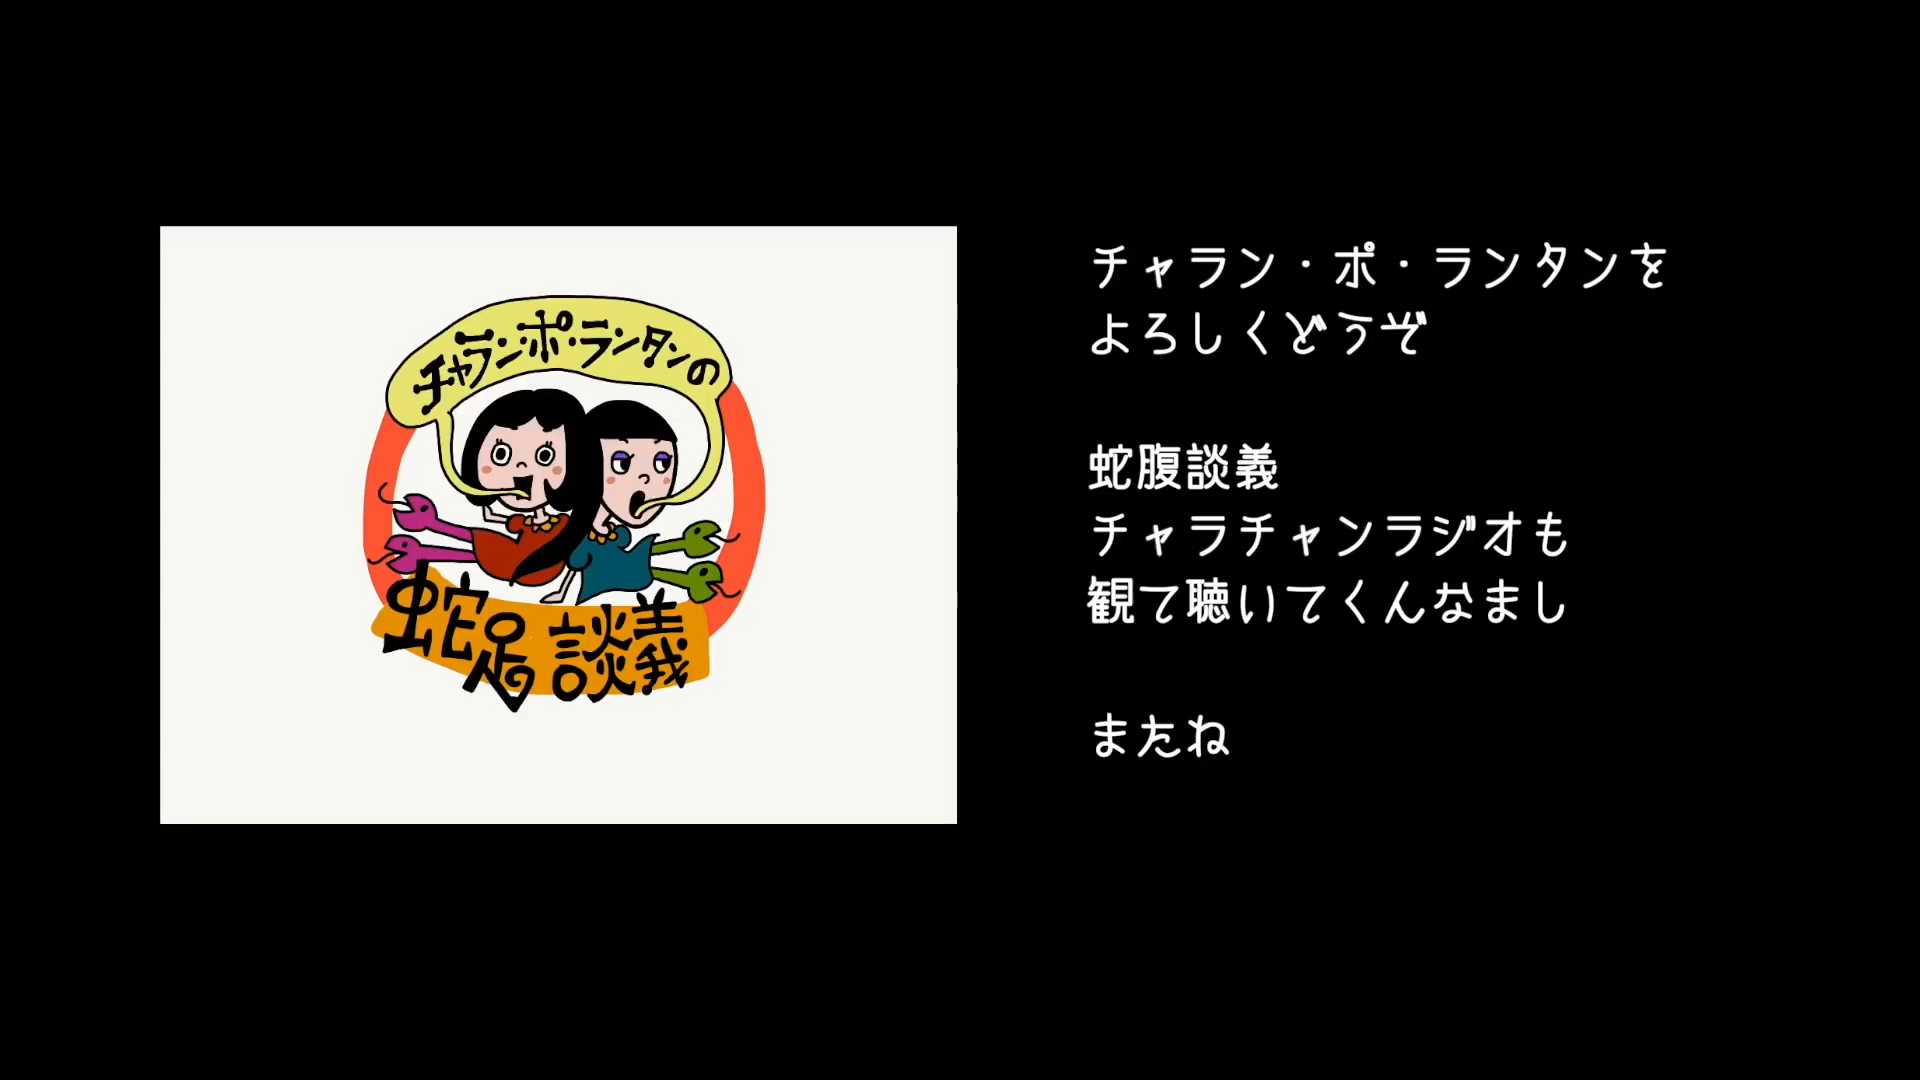 チャラン・ポ・ランタンの
蛇足談義
チャラン・ポ・ランタンを
よろしくどうぞ
蛇腹談義
チャラチャンラジオも
観て聴いてくんなまし
またね